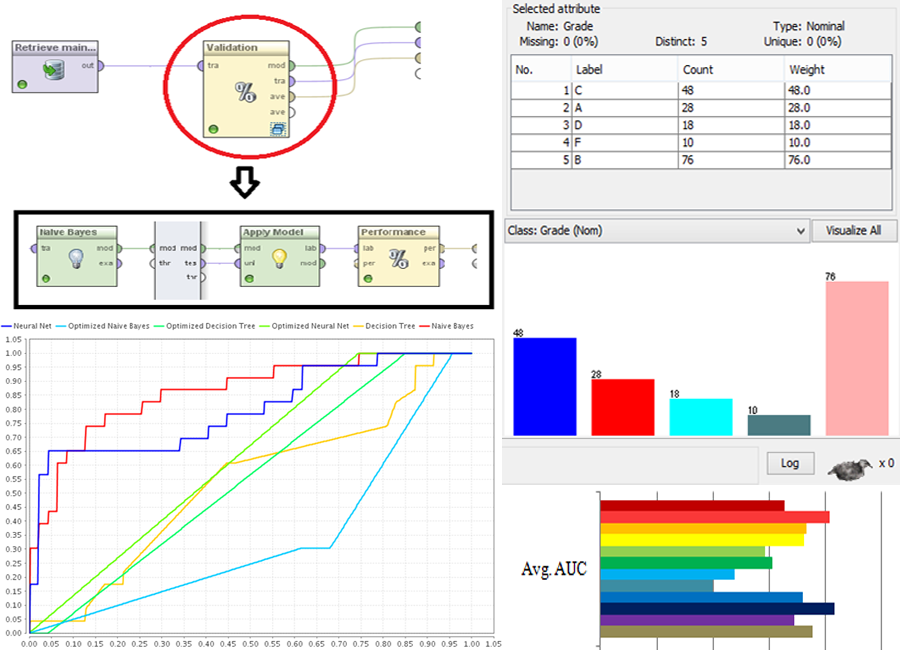 Retrieve main...
out
Validation
tra
mod
tra
ave
ave
Naive Bayes
tra
mod
exa
mod
mod
thr
tes
thr
Apply Model
mod
lab
unl
mod
Performance
lab
per
per
exa
Neural Net Optimized Naive Bayes Optimized Decision Tree Optimized Neural Net Decision Tree Naive Bayes
1.05
1.00
0.95
0.90
0.85
0.80
0.75
0.70
0.65
0.60
0.55
0.50
0.45
0.40
0.35
0.30
0.25
0.20
0.15
0.10
0.05
0.00
0.00 0.05 0.10 0.15 0.20 0.25 0.30 0.35 0.40 0.45 0.50 0.55 0.60 0.65 0.70 0.75 0.80 0.85 0.90 0.95 1.00 1.05
Selected attribute
Name: Grade Type: Nominal
Missing: 0 (0%) Distinct: 5 Unique: 0 (0%)
No. Label Count Weight
1 C 48 48.0
2 A 28 28.0
3 D 18 18.0
4 F 10 10.0
5 B 76 76.0
Class: Grade (Nom) Visualize All
48
28
18
10
76
Log x 0
Avg. AUC